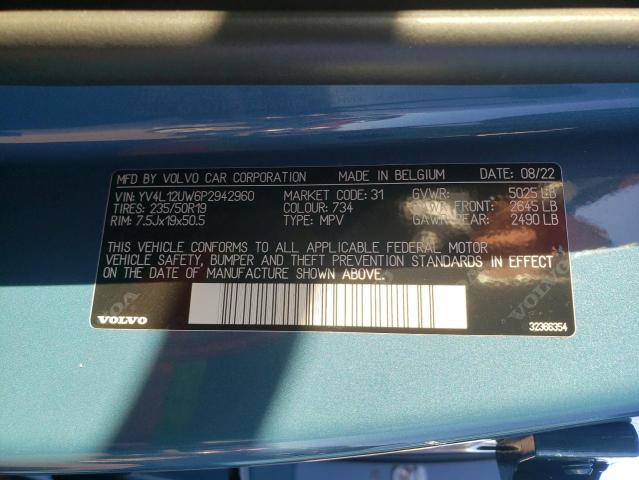 MFD BY VOLVO CAR CORPORATION MADE IN BELGIUM DATE: 08/22
VIN: YV4L12UW6P2942960 MARKET CODE: 31 GVWR: 5025 LB
TIRES: 235/50R19 COLOUR: 734 GAWR FRONT: 2645 LB
RIM: 7.5Jx19x50.5 TYPE: MPV GAWR REAR: 2490 LB
THIS VEHICLE CONFORMS TO ALL APPLICABLE FEDERAL MOTOR
VEHICLE SAFETY, BUMPER AND THEFT PREVENTION STANDARDS IN EFFECT
ON THE DATE OF MANUFACTURE SHOWN ABOVE.
VOLVO
VOLVO 32366354